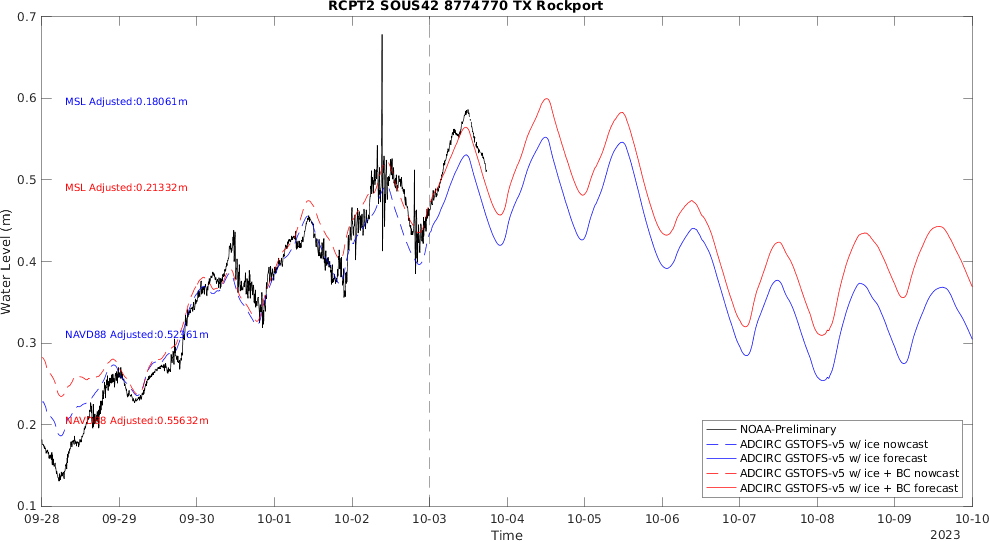 RCPT2 SOUS42 8774770 TX Rockport
0.7
0.6
0.5
0.4
0.3
0.2
0.1
Water Level (m)
MSL Adjusted:0.18061m
MSL Adjusted:0.21332m
NAVD88 Adjusted:0.52361m
NAVD88 Adjusted:0.55632m
NOAA-Preliminary
ADCIRC GSTOFS-v5 w/ ice nowcast
ADCIRC GSTOFS-v5 w/ ice forecast
ADCIRC GSTOFS-v5 w/ ice + BC nowcast
ADCIRC GSTOFS-v5 w/ ice + BC forecast
09-28 09-29 09-30 10-01 10-02 10-03 10-04 10-05 10-06 10-07 10-08 10-09 10-10
Time
2023